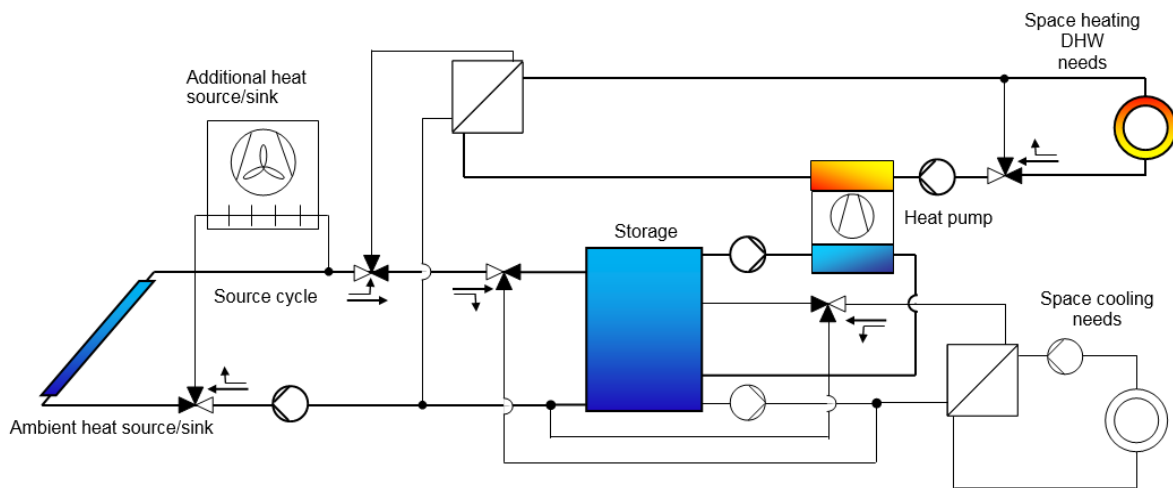 Space heating
DHW
needs
Additional heat
source/sink
Heat pump
Storage
Source cycle
Space cooling
needs
Ambient heat source/sink